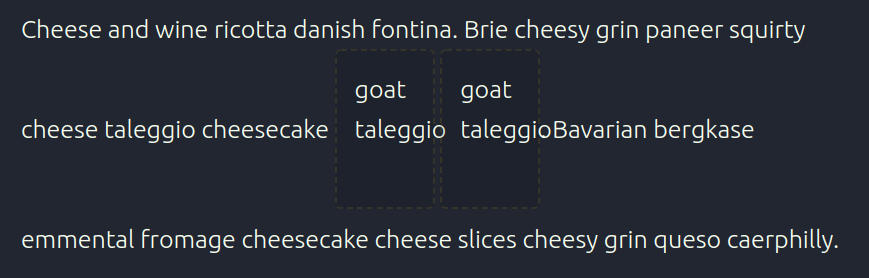 Cheese and wine ricotta danish fontina. Brie cheesy grin paneer squirty
goat goat
cheese taleggio cheesecake taleggio taleggioBavarian bergkase
emmental fromage cheesecake cheese slices cheesy grin queso caerphilly.